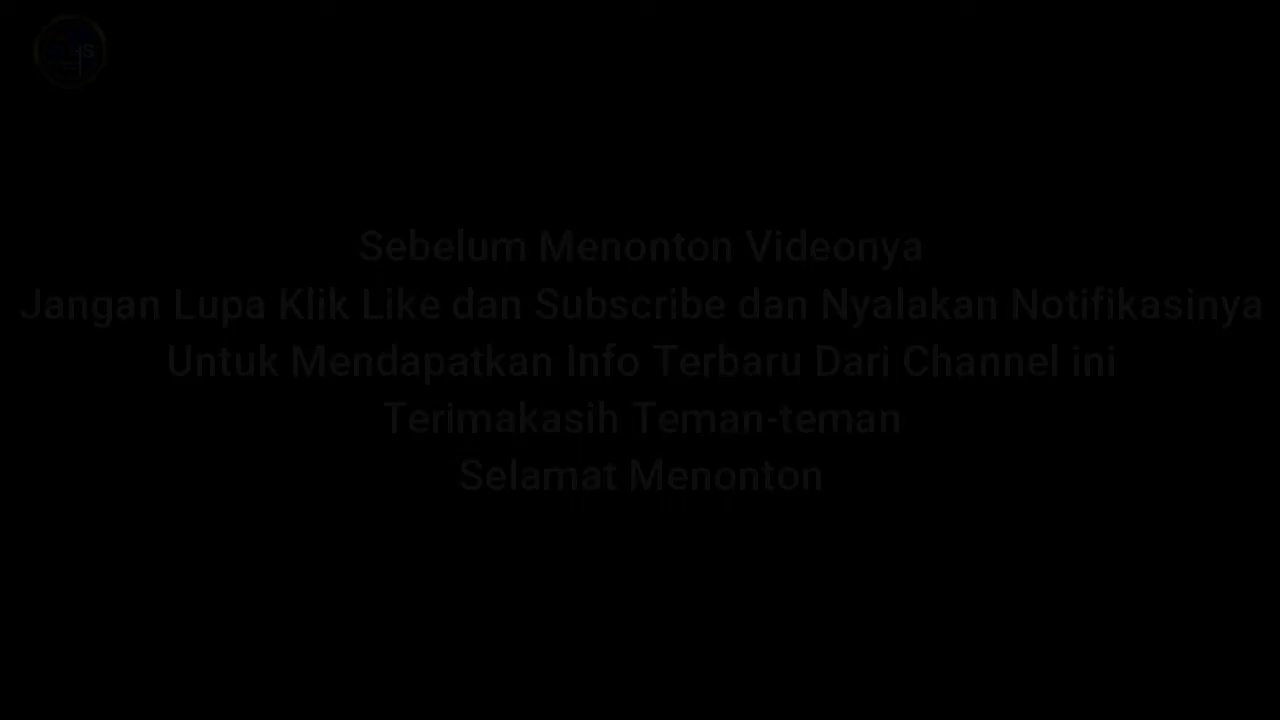 Sebelum Menonton Videonya
Jangan Lupa Klik Like dan Subscribe dan Nyalakan Notifikasinya
Untuk Mendapatkan Info Terbaru Dari Channel ini
Terimakasih Teman-teman
Selamat Menonton